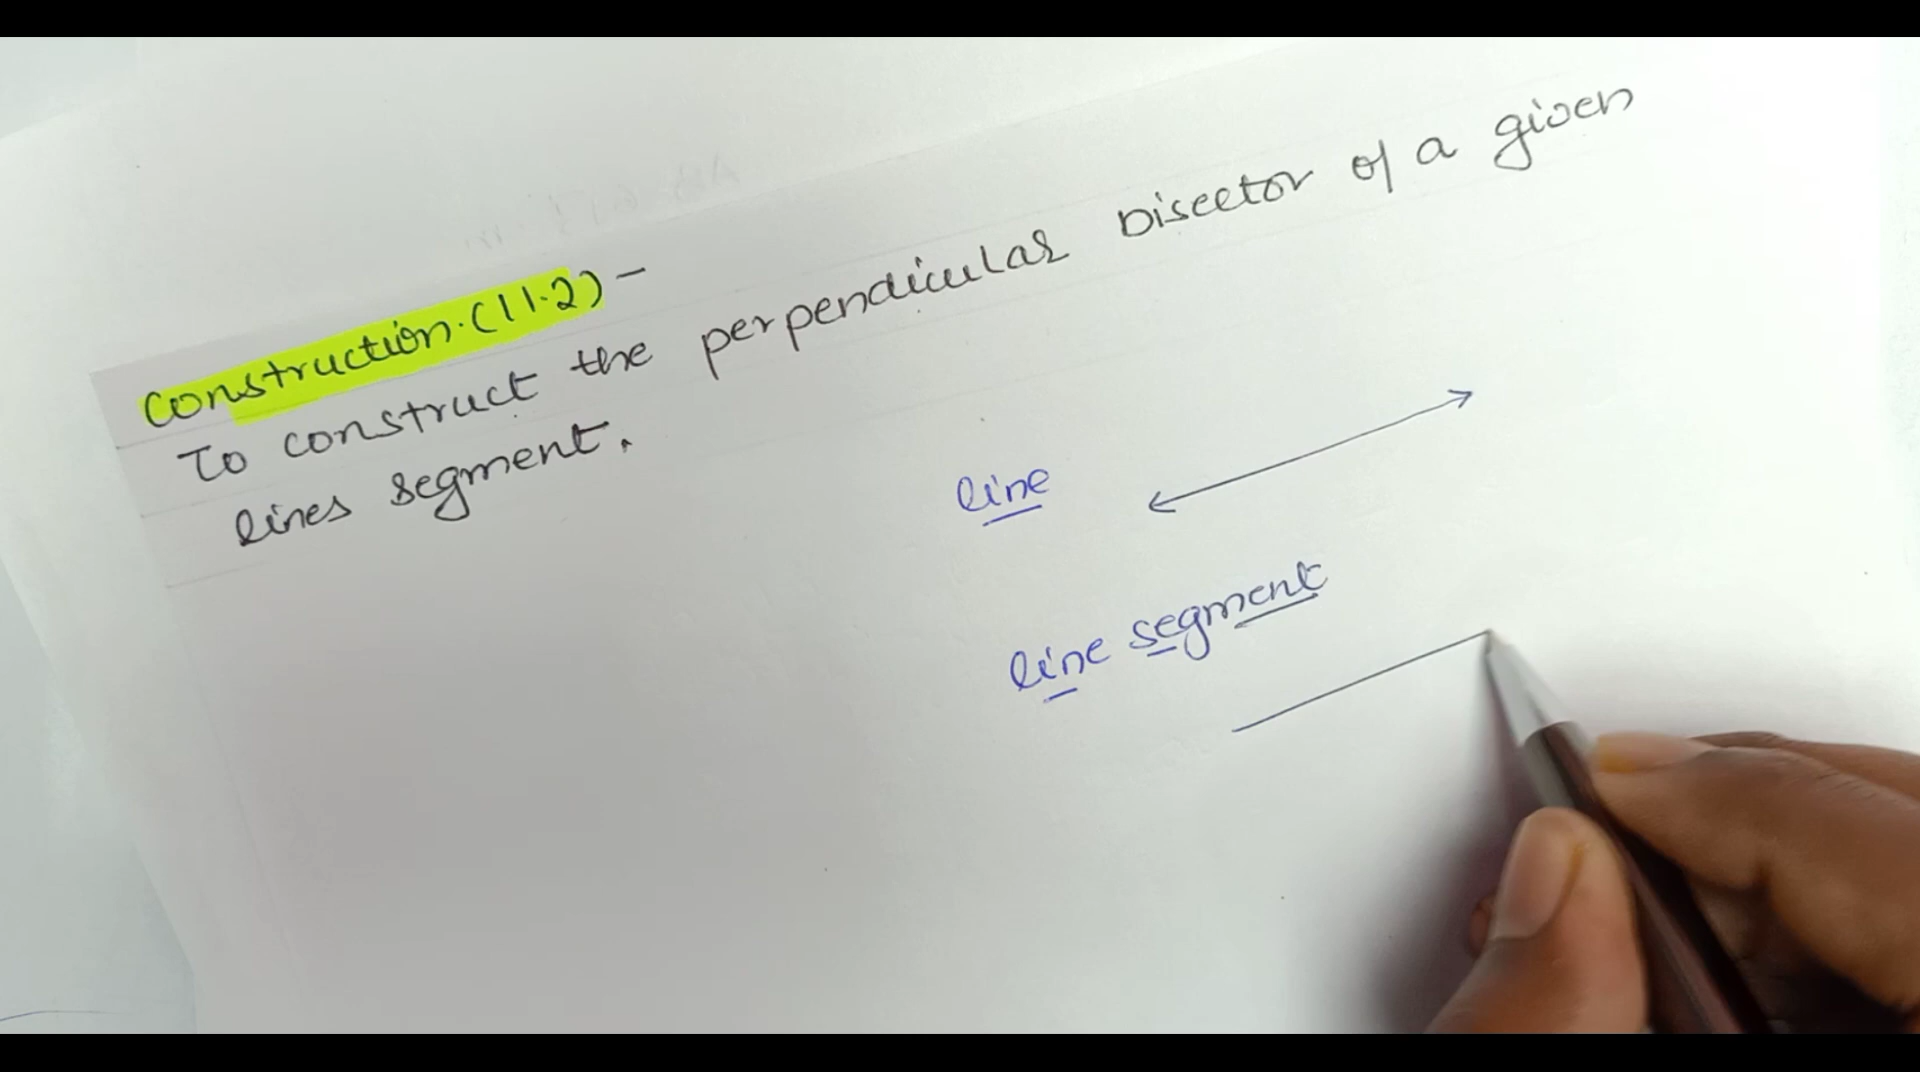 construction.(11.2) -
To construct the perpendicular Bisector of a given
lines segment.
line
line segment